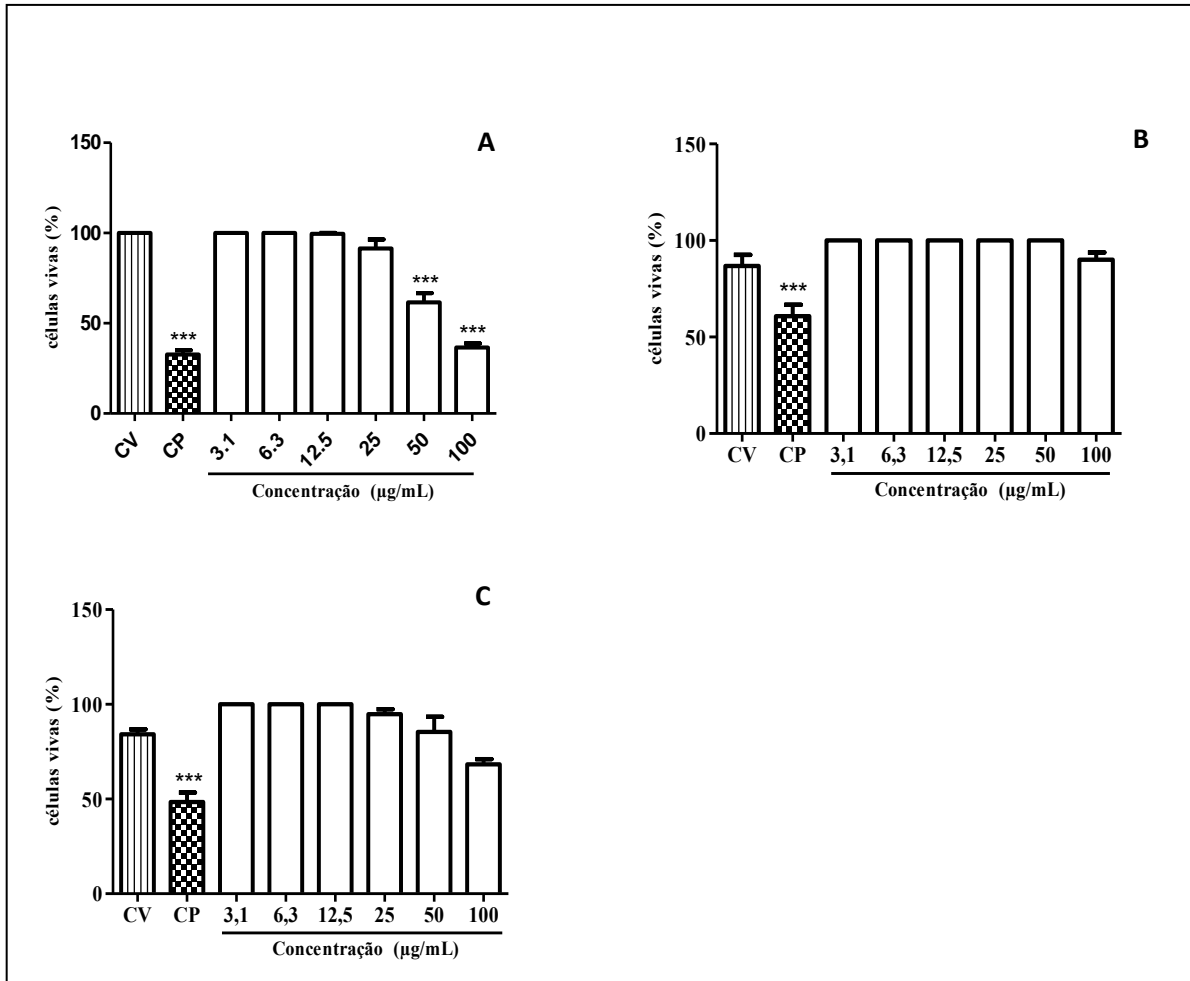 A
células vivas (%)
150
100
50
0
***
***
***
CV CP 3.1 6.3 12.5 25 50 100
Concentração (µg/mL)
B
células vivas (%)
150
100
50
0
***
CV CP 3,1 6,3 12,5 25 50 100
Concentração (µg/mL)
C
células vivas (%)
150
100
50
0
***
CV CP 3,1 6,3 12,5 25 50 100
Concentração (µg/mL)